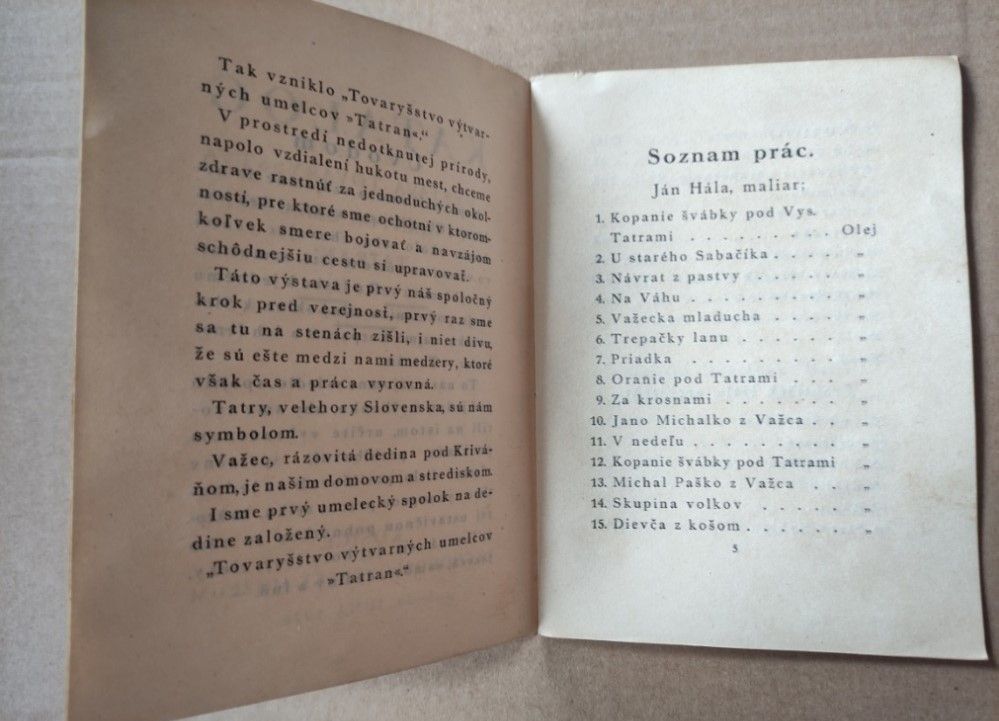 Tak vzniklo „Tovaryšstvo výtvar-
ných umelcov »Tatran«.“
V prostredí nedotknutej prírody,
napolo vzdialení hukotu mest, chceme
zdrave rastnúť za jednoduchých okol-
ností, pre ktoré sme ochotní v ktorom-
koľvek smere bojovať a navzájom
schôdnejšiu cestu si upravovať.
Táto výstava je prvý náš spoločný
krok pred verejnosť, prvý raz sme
sa tu na stenách zišli, i niet divu,
že sú ešte medzi nami medzery, ktoré
však čas a práca vyrovná.
Tatry, velehory Slovenska, sú nám
symbolom.
Važec, rázovitá dedina pod Krivá-
ňom, je našim domovom a strediskom.
I sme prvý umelecký spolok na de-
dine založený.
„Tovaryšstvo výtvarných umelcov
»Tatran«.“
Soznam prác.
Ján Hála, maliar:
1. Kopanie švábky pod Vys.
Tatrami . . . . . . . . . Olej
2. U starého Sabačíka . . . . „
3. Návrat z pastvy . . . . . „
4. Na Váhu . . . . . . . . „
5. Važecka mladucha . . . . „
6. Trepačky lanu . . . . . . „
7. Priadka . . . . . . . . „
8. Oranie pod Tatrami . . . „
9. Za krosnami . . . . . . „
10. Jano Michalko z Važca . . „
11. V nedeľu . . . . . . . . „
12. Kopanie švábky pod Tatrami „
13. Michal Paško z Važca . . „
14. Skupina volkov . . . . . „
15. Dievča z košom . . . . . „
5